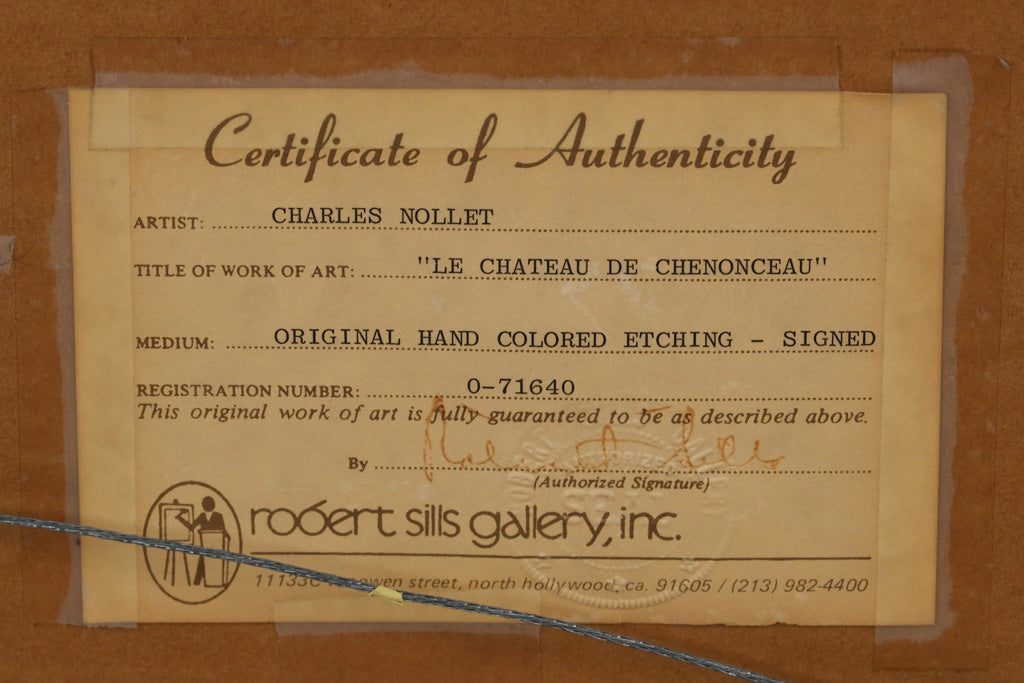 Certificate of Authenticity
ARTIST: CHARLES NOLLET
TITLE OF WORK OF ART: "LE CHATEAU DE CHENONCEAU"
MEDIUM: ORIGINAL HAND COLORED ETCHING - SIGNED
REGISTRATION NUMBER: 0-71640
This original work of art is fully guaranteed to be as described above.
By Robert Sills
(Authorized Signature)
robert sills gallery, inc.
street, north hollywood, ca. 91605 / (213) 982-4400